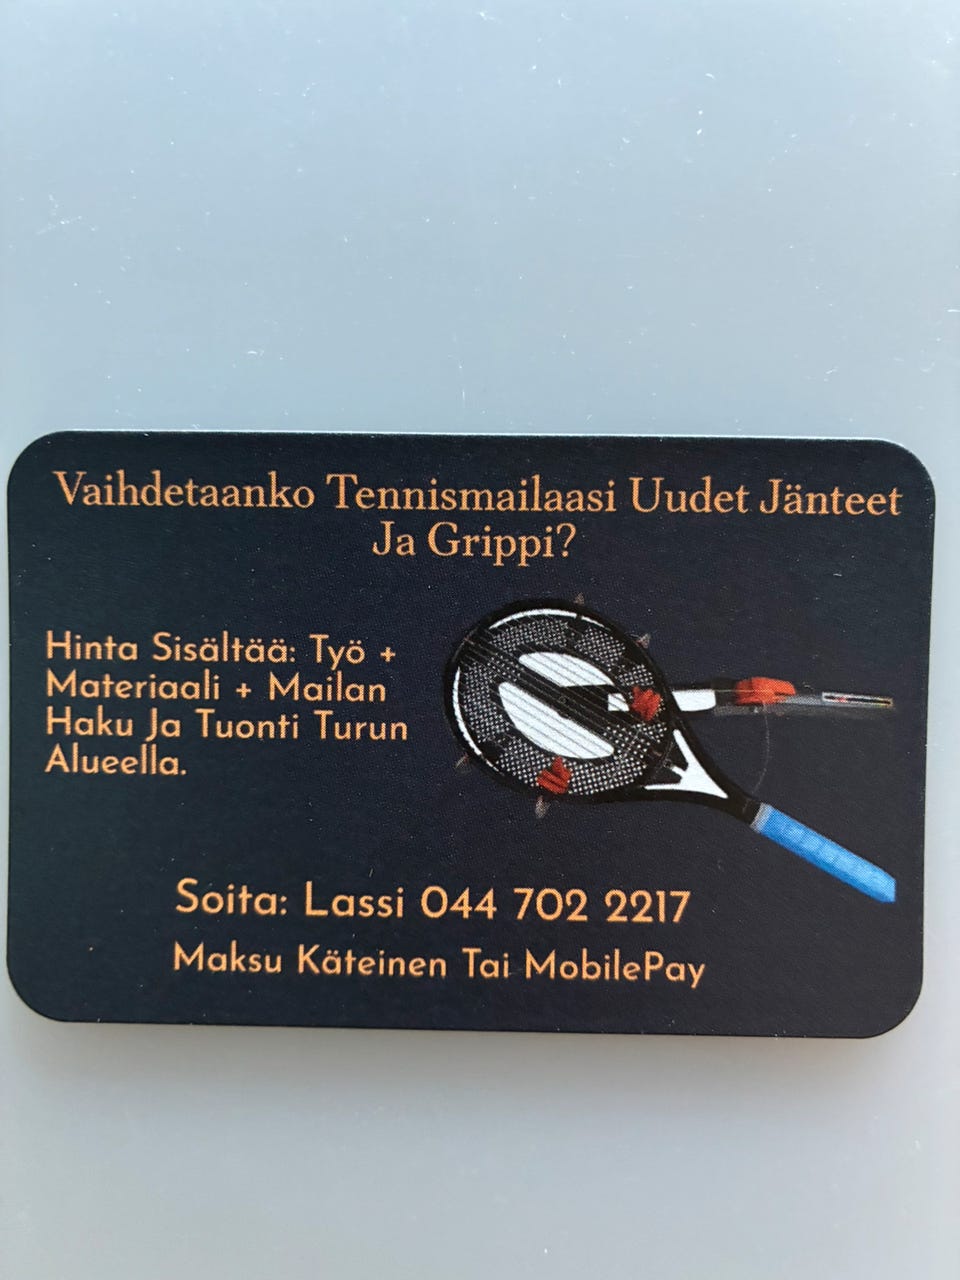 Vaihdetaanko Tennismailaasi Uudet Jänteet
Ja Grippi?
Hinta Sisältää: Työ +
Materiaali + Mailan
Haku Ja Tuonti Turun
Alueella.
Soita: Lassi 044 702 2217
Maksu Käteinen Tai MobilePay